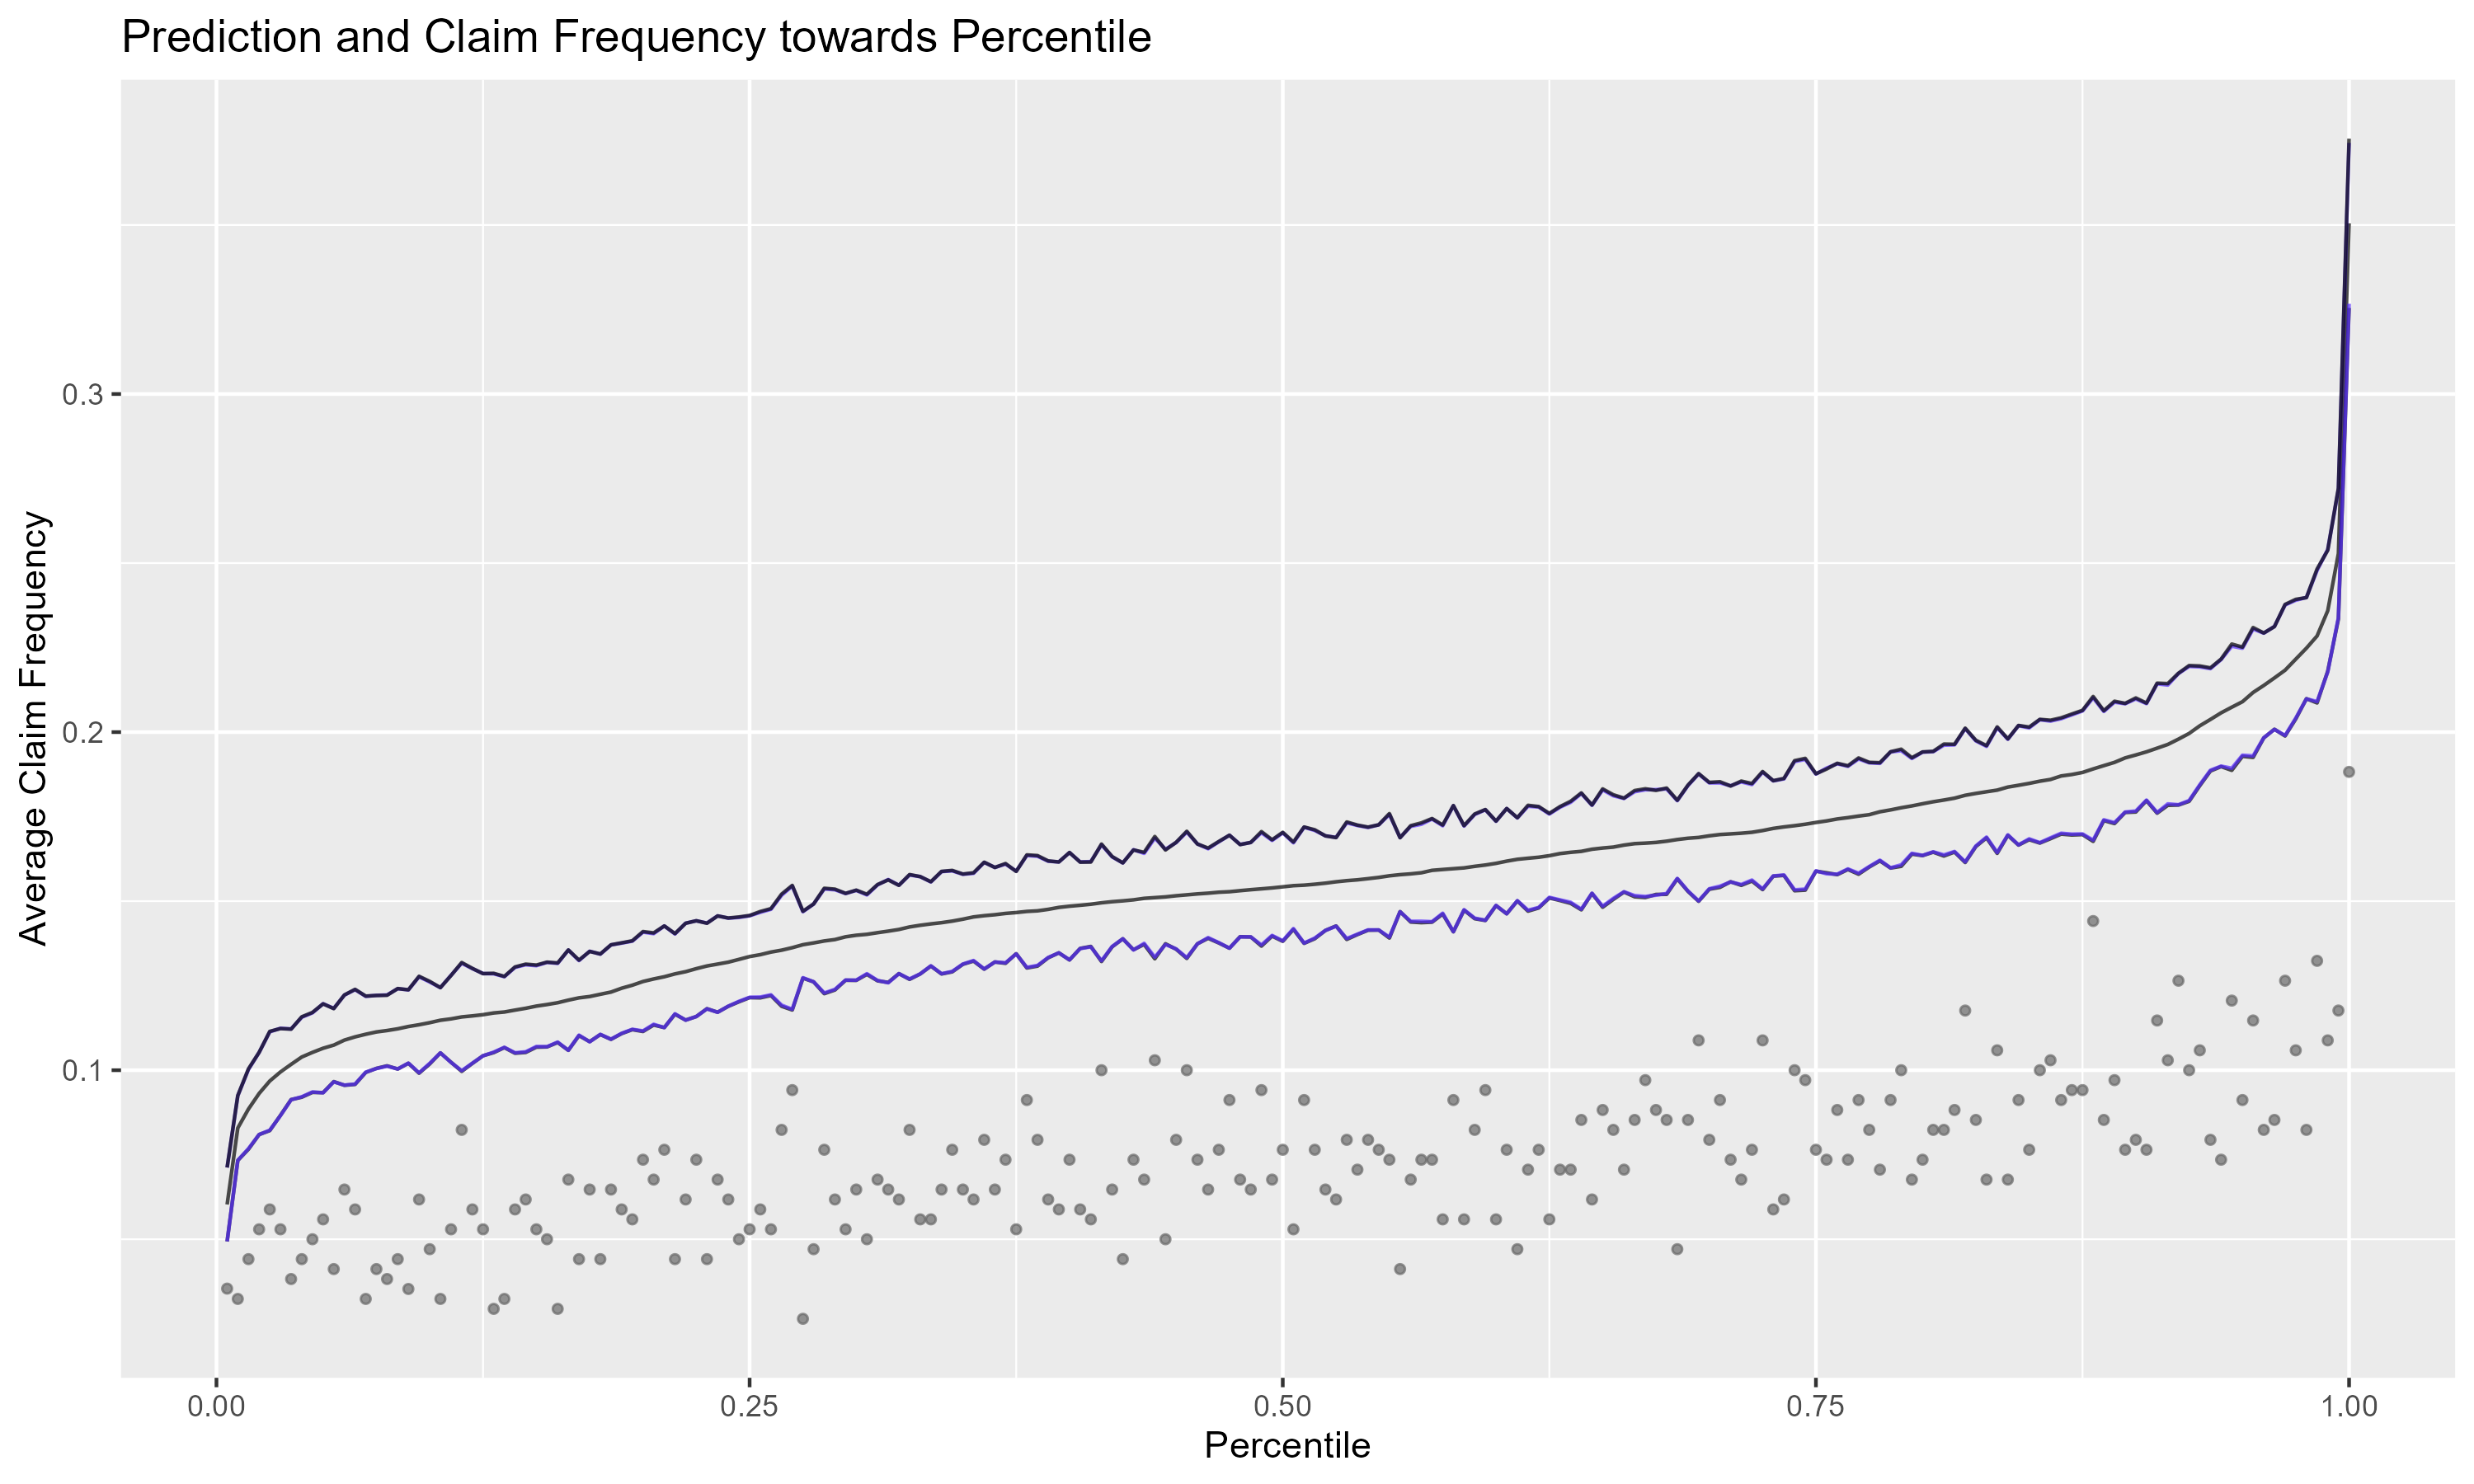 Prediction and Claim Frequency towards Percentile
Average Claim Frequency
0.3
0.2
0.1
0.00 0.25 0.50 0.75 1.00
Percentile